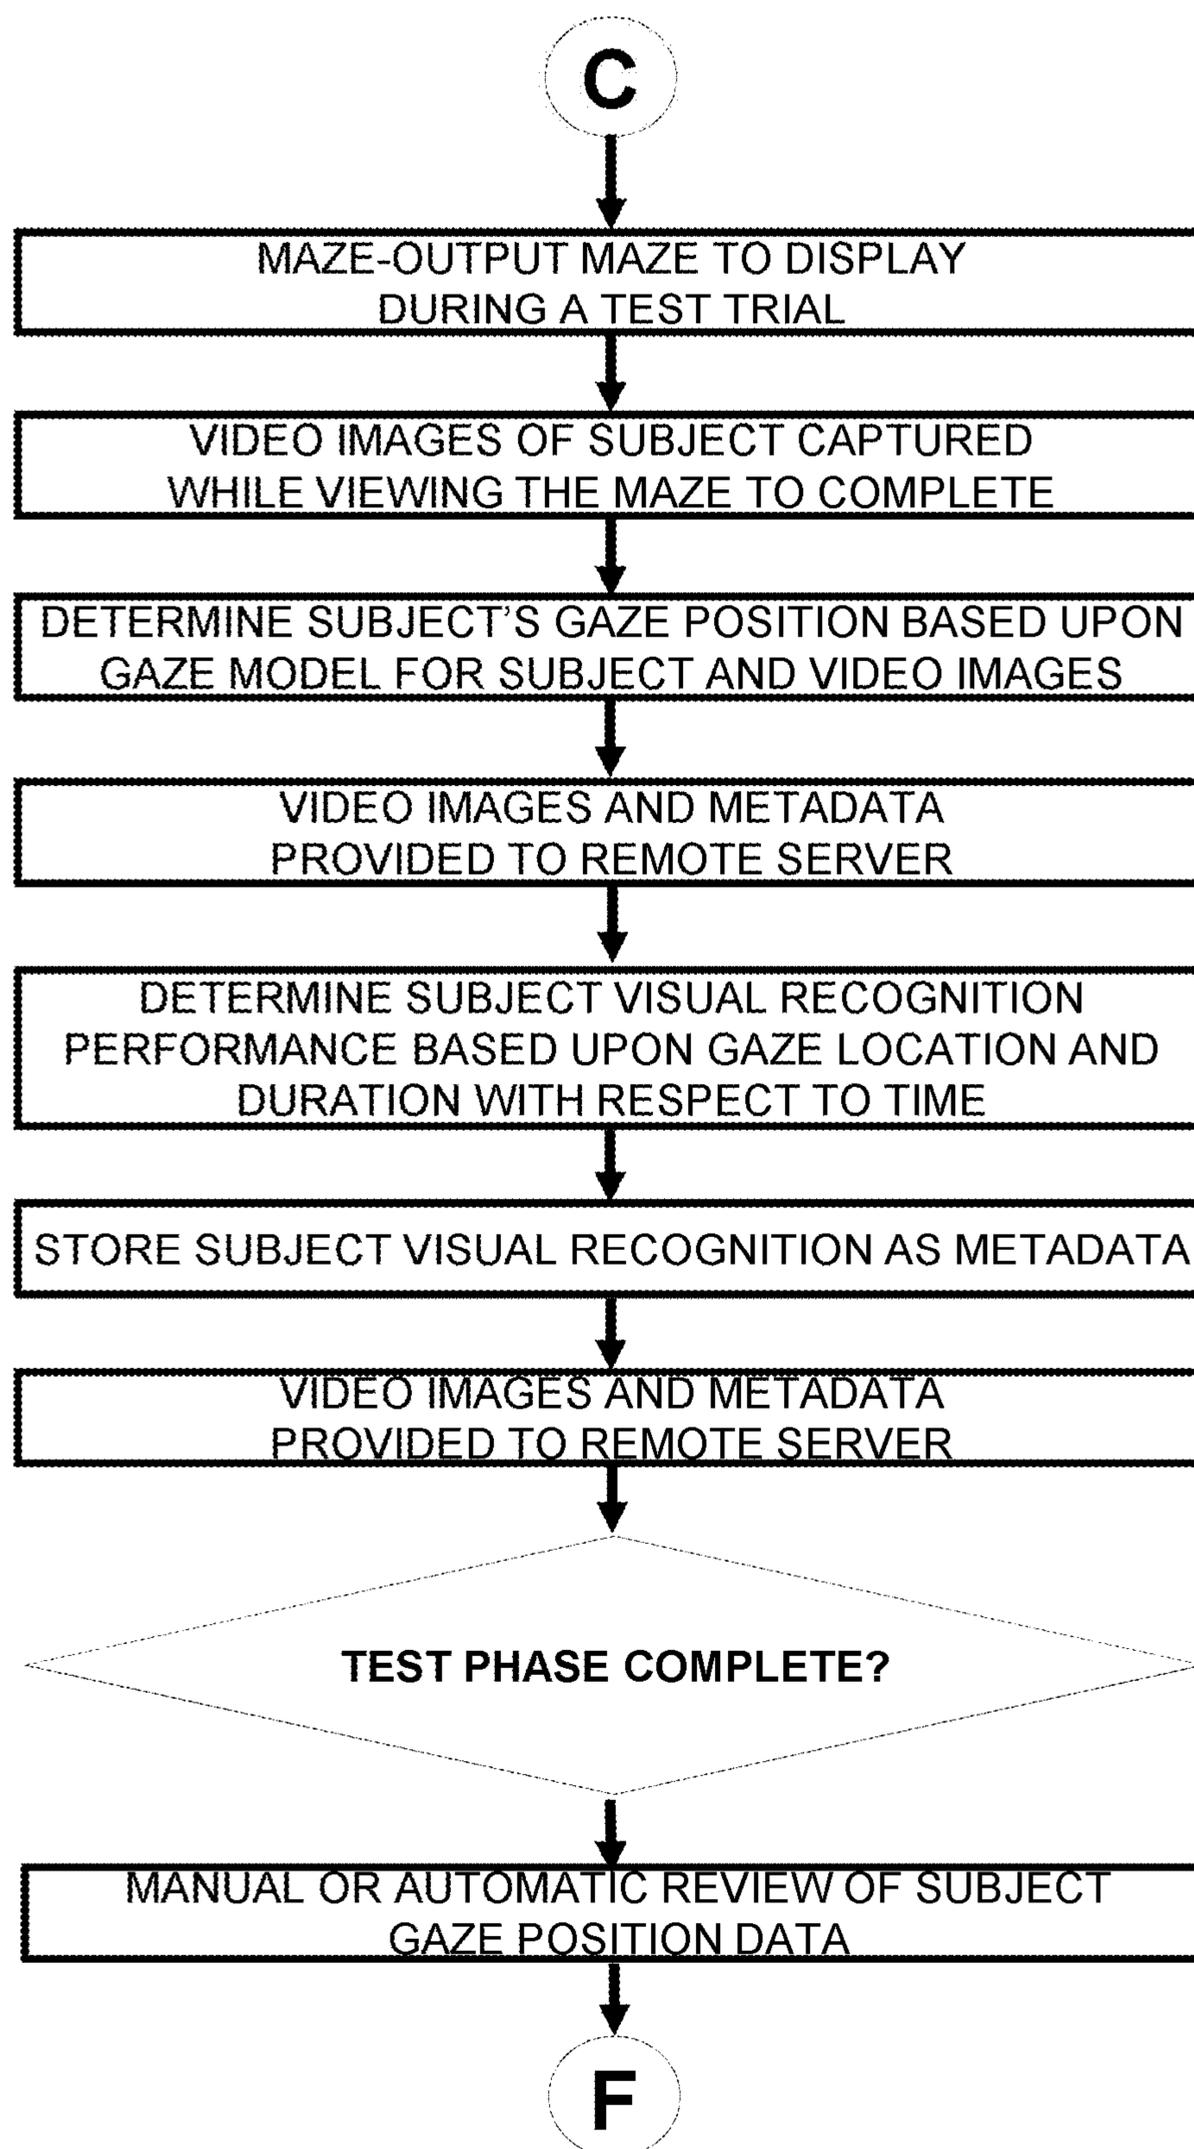 C
MAZE-OUTPUT MAZE TO DISPLAY
DURING A TEST TRIAL
VIDEO IMAGES OF SUBJECT CAPTURED
WHILE VIEWING THE MAZE TO COMPLETE
DETERMINE SUBJECT'S GAZE POSITION BASED UPON
GAZE MODEL FOR SUBJECT AND VIDEO IMAGES
VIDEO IMAGES AND METADATA
PROVIDED TO REMOTE SERVER
DETERMINE SUBJECT VISUAL RECOGNITION
PERFORMANCE BASED UPON GAZE LOCATION AND
DURATION WITH RESPECT TO TIME
STORE SUBJECT VISUAL RECOGNITION AS METADATA
VIDEO IMAGES AND METADATA
PROVIDED TO REMOTE SERVER
TEST PHASE COMPLETE?
MANUAL OR AUTOMATIC REVIEW OF SUBJECT
GAZE POSITION DATA
F